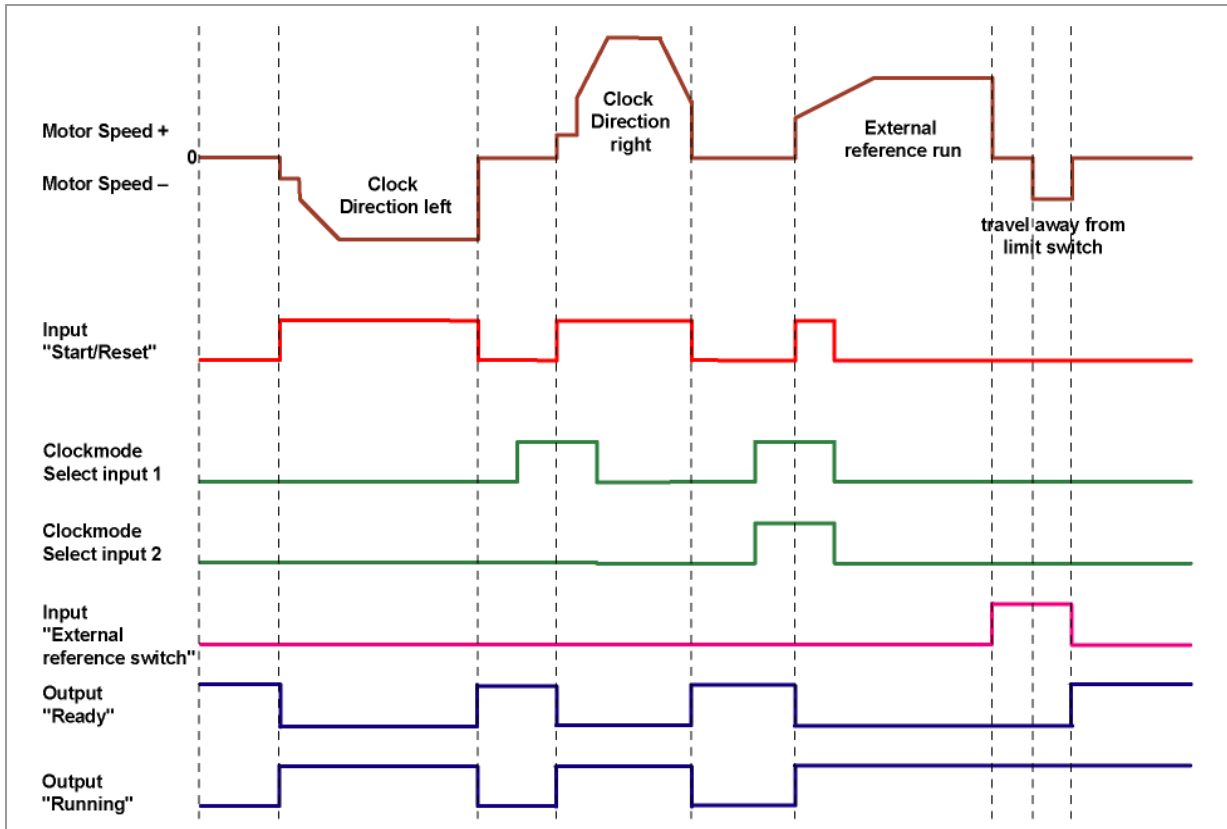 Motor Speed +
0
Motor Speed –
Clock
Direction left
Clock
Direction
right
External
reference run
travel away from
limit switch
Input
"Start/Reset"
Clockmode
Select input 1
Clockmode
Select input 2
Input
"External
reference switch"
Output
"Ready"
Output
"Running"